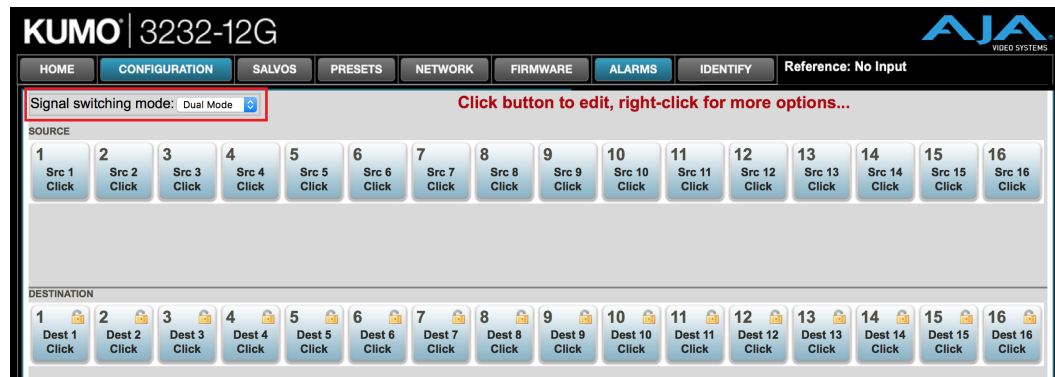 KUMO® 3232-12G
AJA
VIDEO SYSTEMS
HOME CONFIGURATION SALVOS PRESETS NETWORK FIRMWARE ALARMS IDENTIFY Reference: No Input
Signal switching mode: Dual Mode Click button to edit, right-click for more options...
SOURCE
1 2 3 4 5 6 7 8 9 10 11 12 13 14 15 16
Src 1 Src 2 Src 3 Src 4 Src 5 Src 6 Src 7 Src 8 Src 9 Src 10 Src 11 Src 12 Src 13 Src 14 Src 15 Src 16
Click Click Click Click Click Click Click Click Click Click Click Click Click Click Click Click
DESTINATION
1 2 3 4 5 6 7 8 9 10 11 12 13 14 15 16
Dest 1 Dest 2 Dest 3 Dest 4 Dest 5 Dest 6 Dest 7 Dest 8 Dest 9 Dest 10 Dest 11 Dest 12 Dest 13 Dest 14 Dest 15 Dest 16
Click Click Click Click Click Click Click Click Click Click Click Click Click Click Click Click